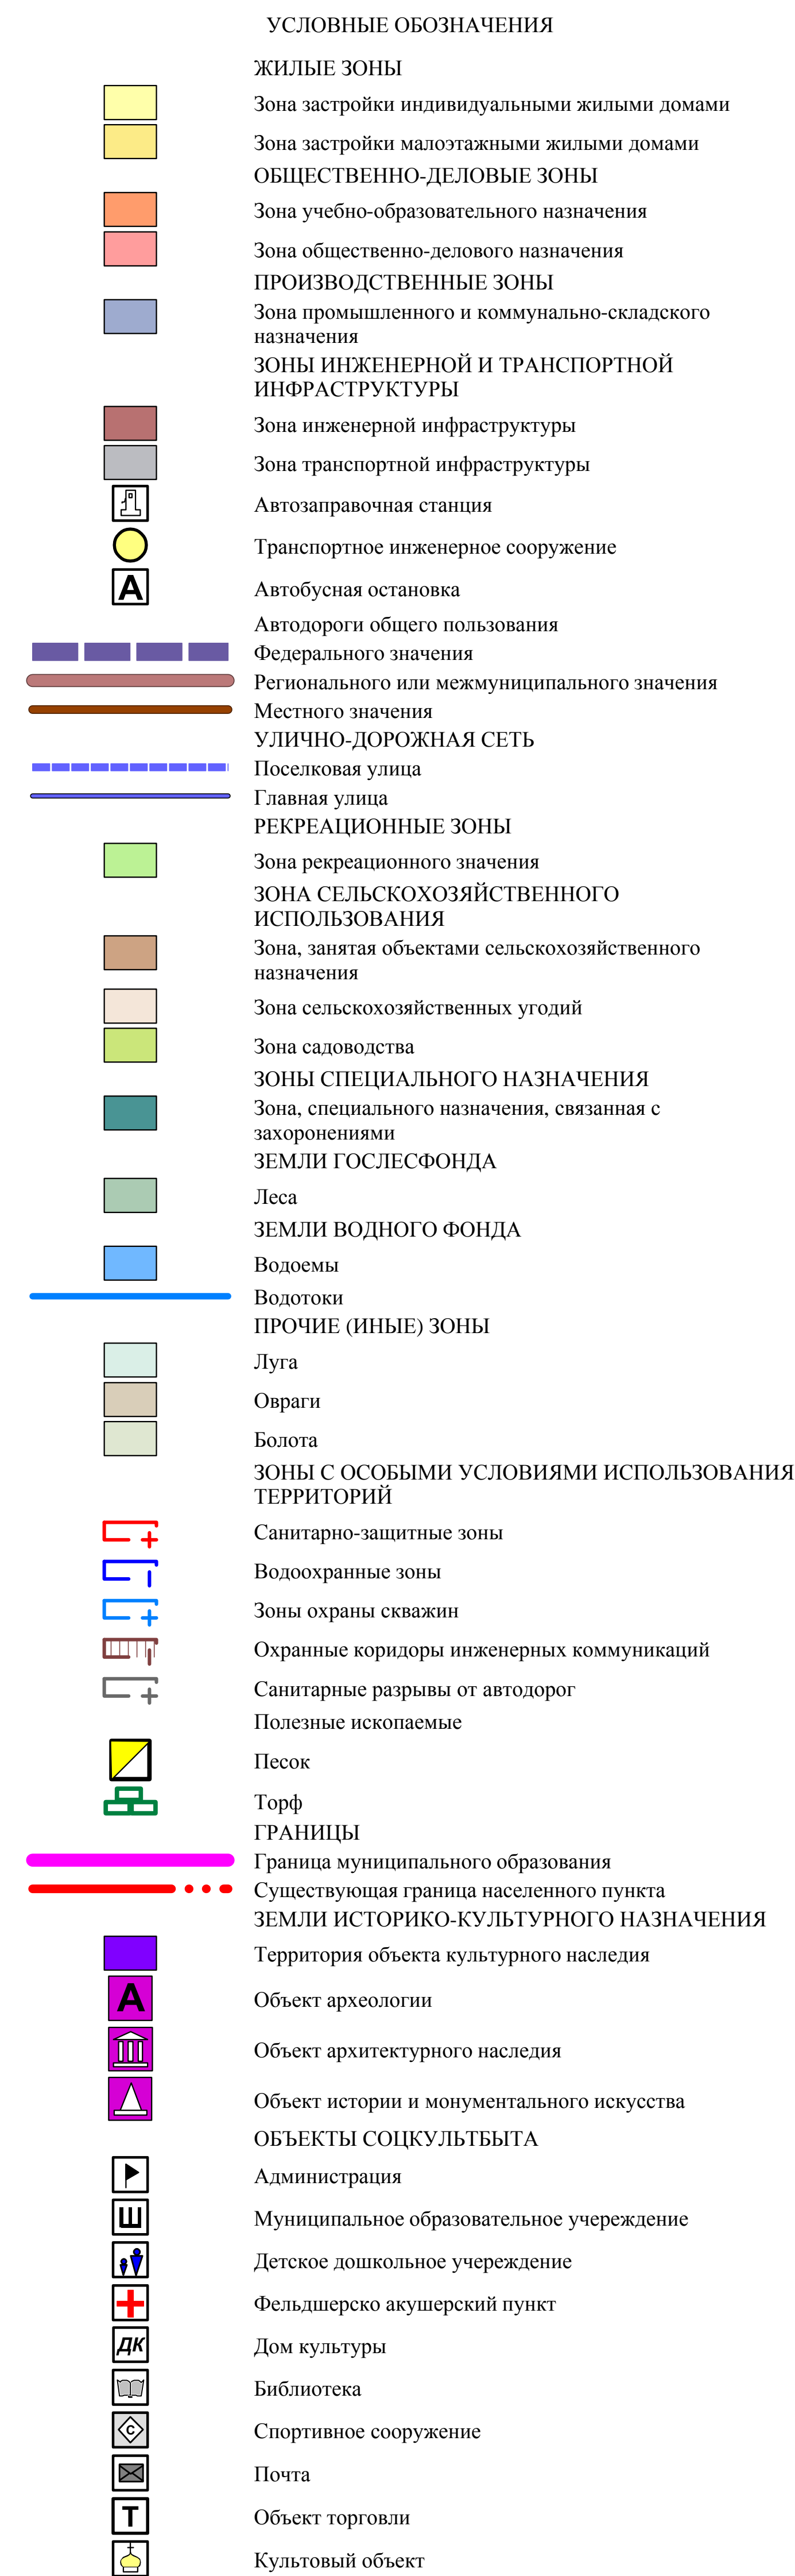 УСЛОВНЫЕ ОБОЗНАЧЕНИЯ
ЖИЛЫЕ ЗОНЫ
Зона застройки индивидуальными жилыми домами
Зона застройки малоэтажными жилыми домами
ОБЩЕСТВЕННО-ДЕЛОВЫЕ ЗОНЫ
Зона учебно-образовательного назначения
Зона общественно-делового назначения
ПРОИЗВОДСТВЕННЫЕ ЗОНЫ
Зона промышленного и коммунально-складского
назначения
ЗОНЫ ИНЖЕНЕРНОЙ И ТРАНСПОРТНОЙ
ИНФРАСТРУКТУРЫ
Зона инженерной инфраструктуры
Зона транспортной инфраструктуры
Автозаправочная станция
Транспортное инженерное сооружение
А Автобусная остановка
Автодороги общего пользования
Федерального значения
Регионального или межмуниципального значения
Местного значения
УЛИЧНО-ДОРОЖНАЯ СЕТЬ
Поселковая улица
Главная улица
РЕКРЕАЦИОННЫЕ ЗОНЫ
Зона рекреационного значения
ЗОНА СЕЛЬСКОХОЗЯЙСТВЕННОГО
ИСПОЛЬЗОВАНИЯ
Зона, занятая объектами сельскохозяйственного
назначения
Зона сельскохозяйственных угодий
Зона садоводства
ЗОНЫ СПЕЦИАЛЬНОГО НАЗНАЧЕНИЯ
Зона, специального назначения, связанная с
захоронениями
ЗЕМЛИ ГОСЛЕСФОНДА
Леса
ЗЕМЛИ ВОДНОГО ФОНДА
Водоемы
Водотоки
ПРОЧИЕ (ИНЫЕ) ЗОНЫ
Луга
Овраги
Болота
ЗОНЫ С ОСОБЫМИ УСЛОВИЯМИ ИСПОЛЬЗОВАНИЯ
ТЕРРИТОРИЙ
Санитарно-защитные зоны
Водоохранные зоны
Зоны охраны скважин
Охранные коридоры инженерных коммуникаций
Санитарные разрывы от автодорог
Полезные ископаемые
Песок
Торф
ГРАНИЦЫ
Граница муниципального образования
Существующая граница населенного пункта
ЗЕМЛИ ИСТОРИКО-КУЛЬТУРНОГО НАЗНАЧЕНИЯ
Территория объекта культурного наследия
А Объект археологии
Объект архитектурного наследия
Объект истории и монументального искусства
ОБЪЕКТЫ СОЦКУЛЬТБЫТА
Администрация
Ш Муниципальное образовательное учереждение
Детское дошкольное учереждение
Фельдшерско акушерский пункт
ДК Дом культуры
Библиотека
С Спортивное сооружение
Почта
Т Объект торговли
Культовый объект